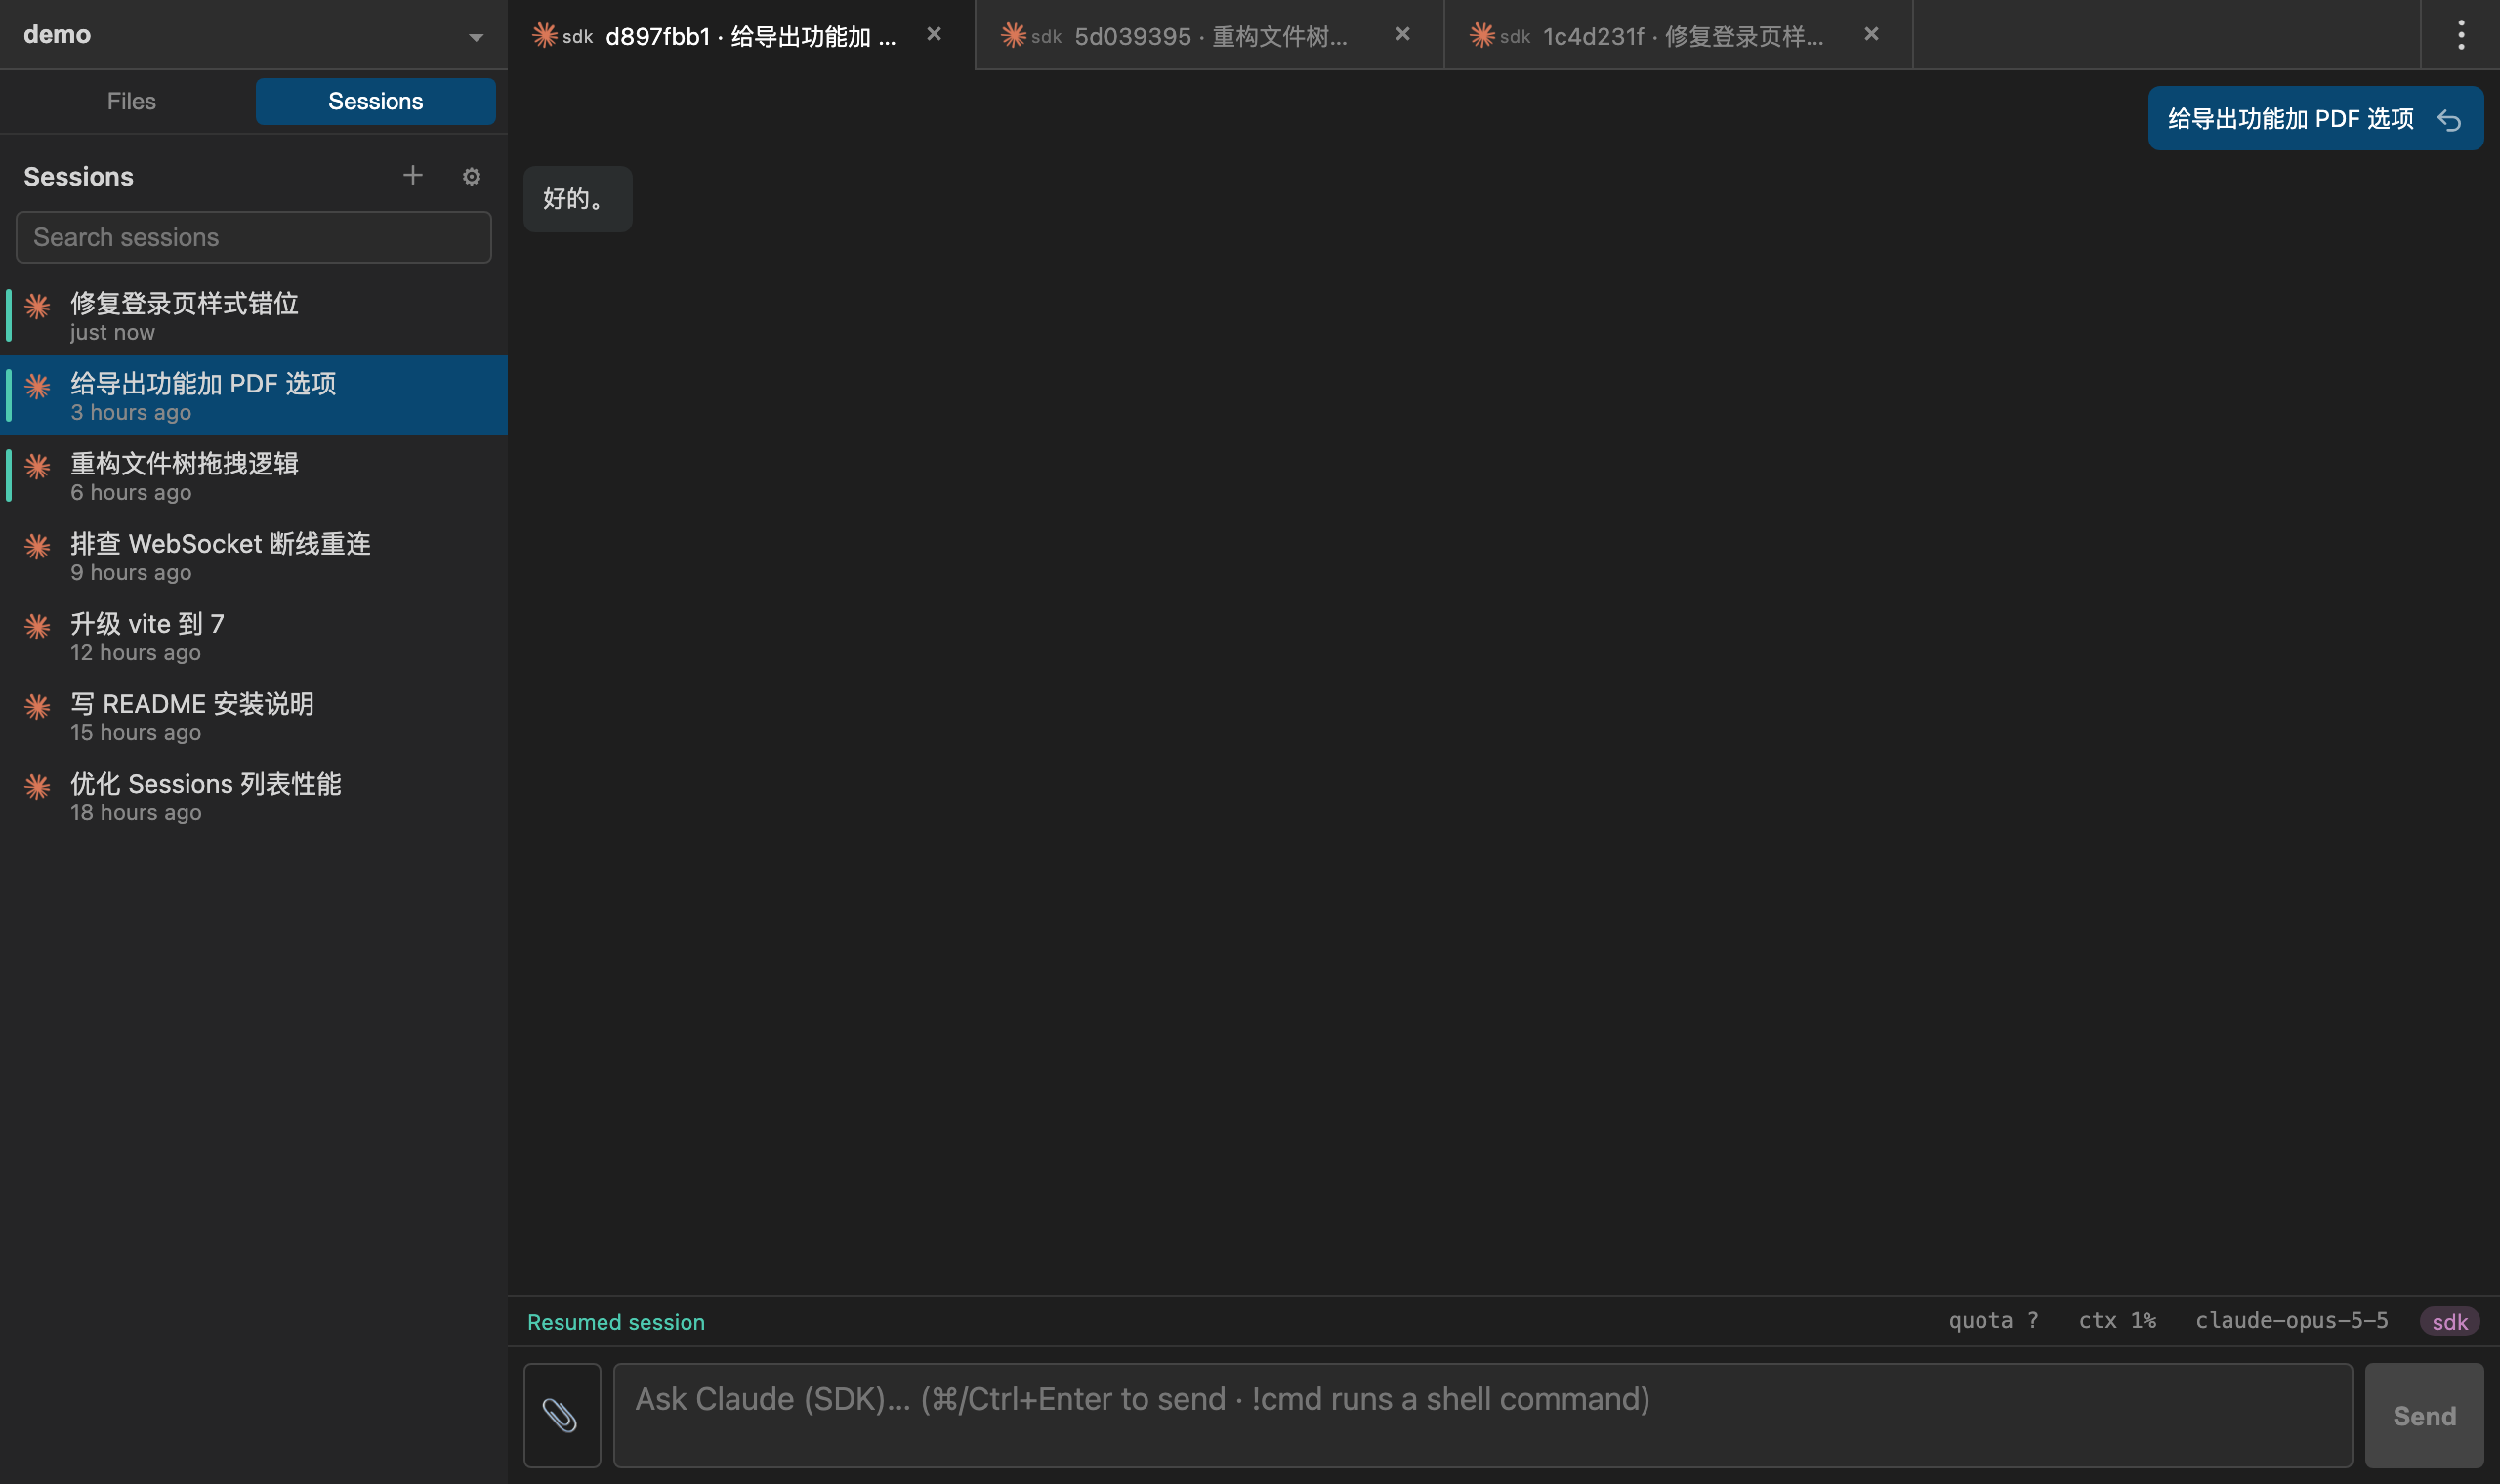 demo
Files
Sessions
Sessions
Search sessions
修复登录页样式错位
just now
给导出功能加 PDF 选项
3 hours ago
重构文件树拖拽逻辑
6 hours ago
排查 WebSocket 断线重连
9 hours ago
升级 vite 到 7
12 hours ago
写 README 安装说明
15 hours ago
优化 Sessions 列表性能
18 hours ago
sdk d897fbb1 · 给导出功能加 ...
sdk 5d039395 · 重构文件树...
sdk 1c4d231f · 修复登录页样...
给导出功能加 PDF 选项
好的。
Resumed session
quota ? ctx 1% claude-opus-5-5 sdk
Ask Claude (SDK)... (⌘/Ctrl+Enter to send · !cmd runs a shell command)
Send